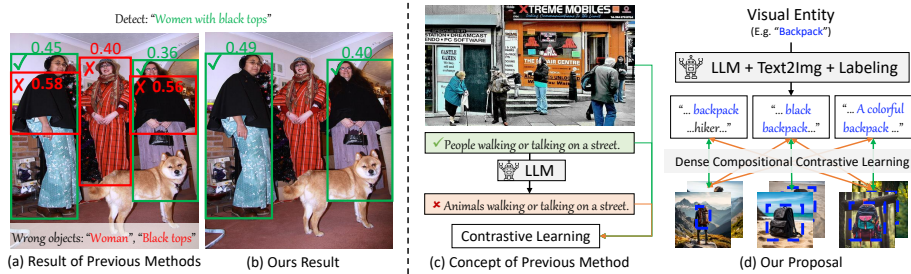 Detect: “Women with black tops”
0.45
0.40
0.36
0.58
0.56
Wrong objects: “Woman”, “Black tops”
(a) Result of Previous Methods
0.49
0.40
(b) Ours Result
XTREME MOBILES
STATION • DREAMCAST
PC SOFTWARE
✓ People walking or talking on a street.
LLM
✗ Animals walking or talking on a street.
Contrastive Learning
(c) Concept of Previous Method
Visual Entity
(E.g. “Backpack”)
LLM + Text2Img + Labeling
“... backpack
...hiker...”
“... black
backpack...”
“... A colorful
backpack ...”
Dense Compositional Contrastive Learning
(d) Our Proposal